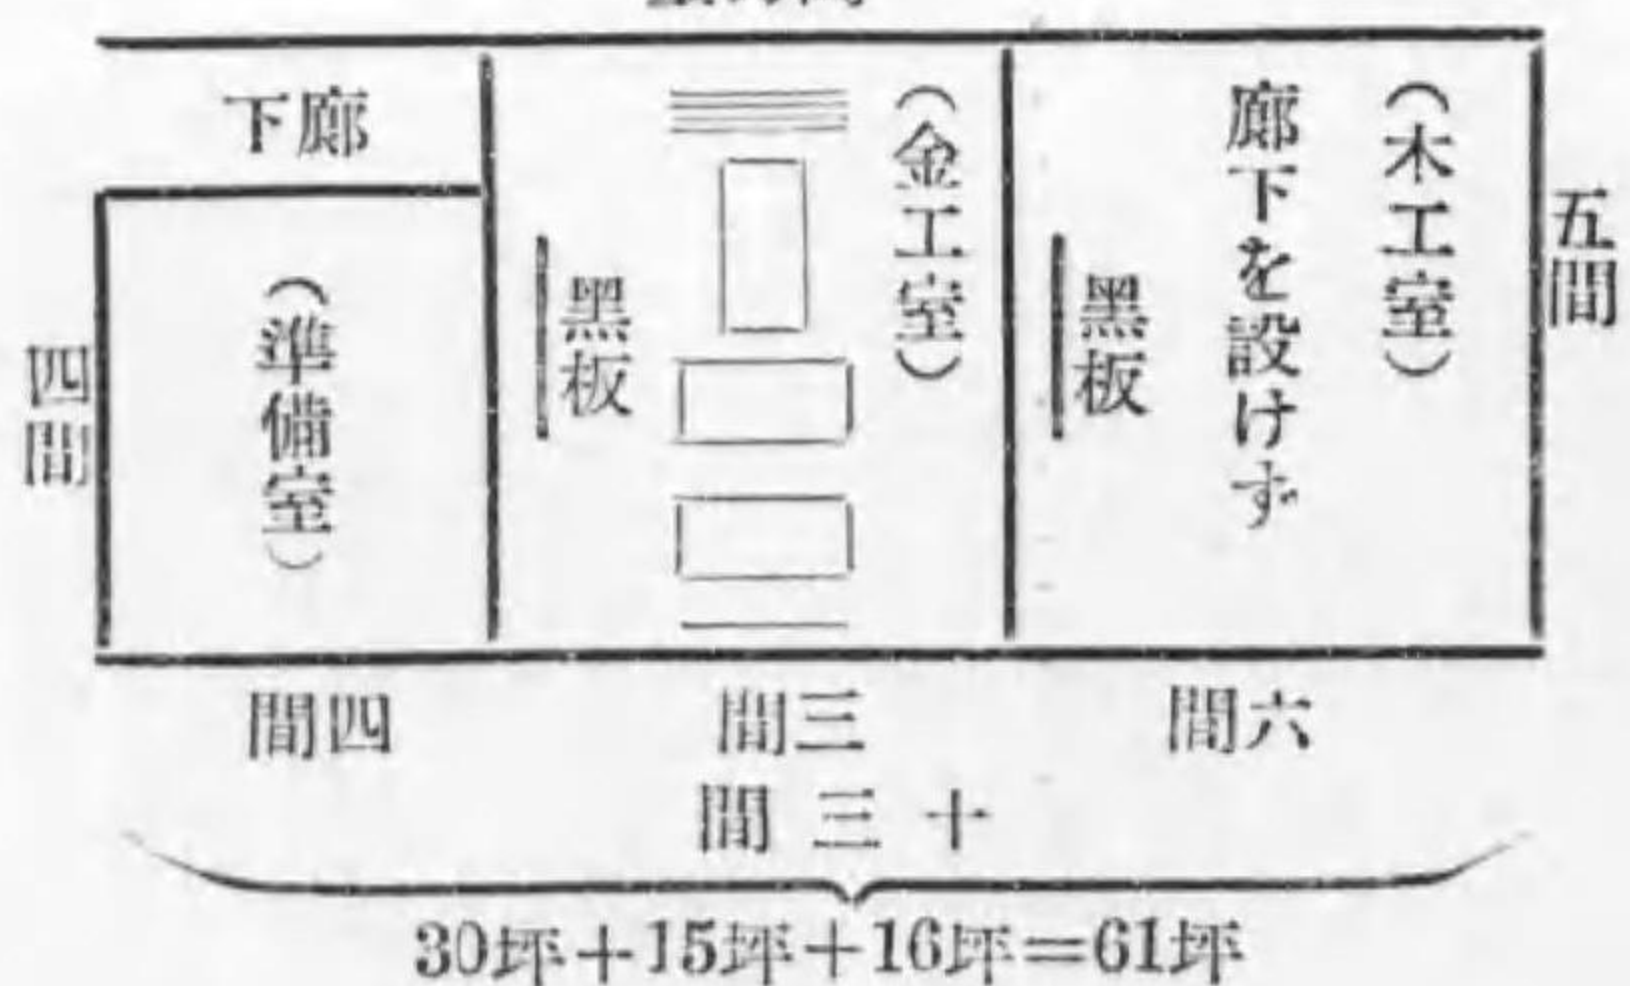 五間
(木工室)
廊下を設けず
黑板
(金工室)
黑板
廊下
(準備室)
四間
六間
三間
四間
十三間
30坪+15坪+16坪=61坪